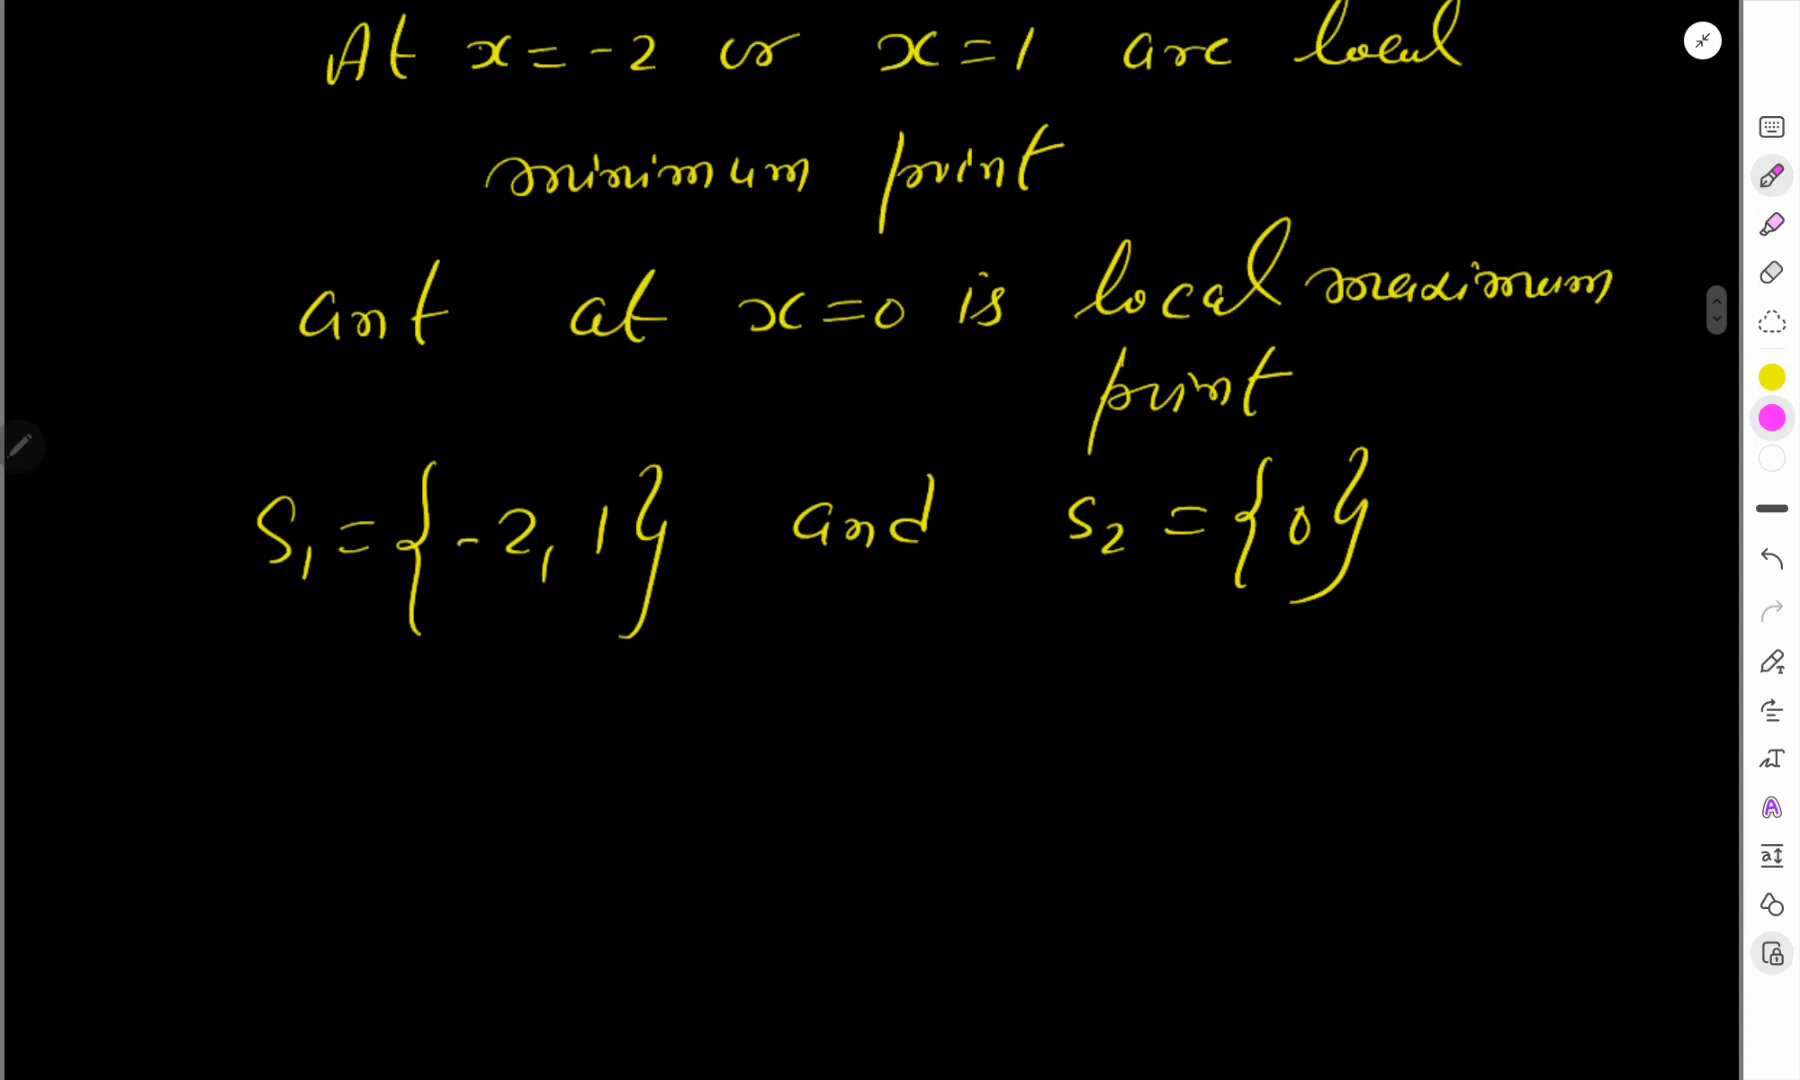 At x = -2 or x = 1 are local
minimum point
ant at x = 0 is local maximum
point
S₁ = {-2, 1} and S₂ = {0}